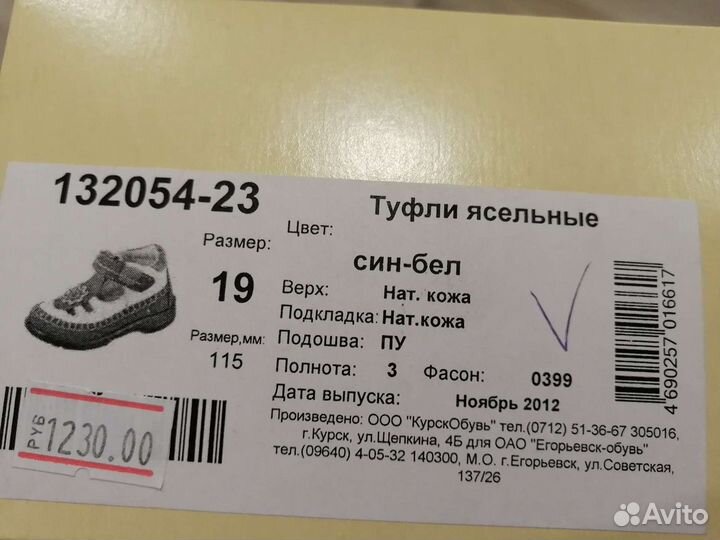 132054-23
Туфли ясельные
Размер:
Цвет:
19
син-бел
Верх: Нат. кожа
Подкладка: Нат.кожа
Размер,мм:
115
Подошва: ПУ
Полнота: 3 Фасон: 0399
Дата выпуска: Ноябрь 2012
Произведено: ООО "КурскОбувь" тел.(0712) 51-36-67 305016,
г.Курск, ул.Щепкина, 4Б для ОАО "Егорьевск-обувь"
тел.(09640) 4-05-32 140300, М.О. г.Егорьевск, ул.Советская,
137/26
4 690257 016617
РУБ
1230.00
Avito